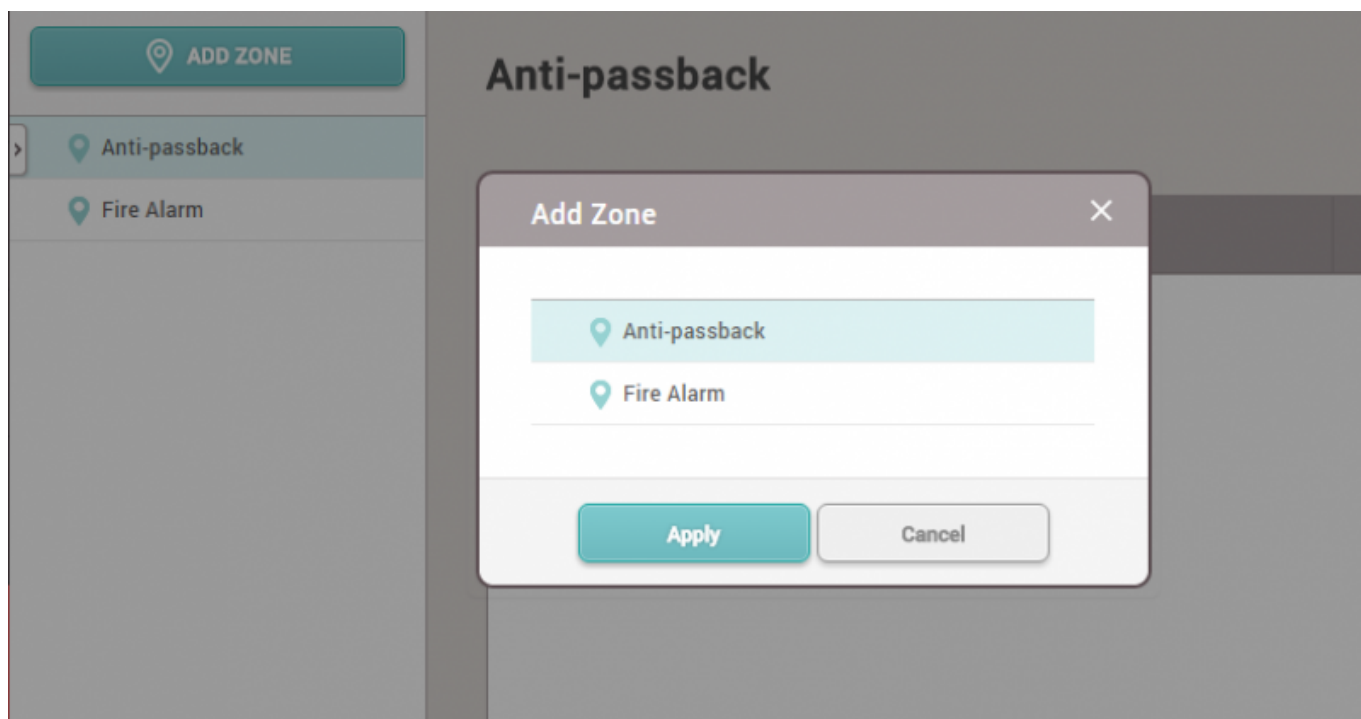 ADD ZONE
Anti-passback
Fire Alarm
Anti-passback
Add Zone
Anti-passback
Fire Alarm
Apply
Cancel